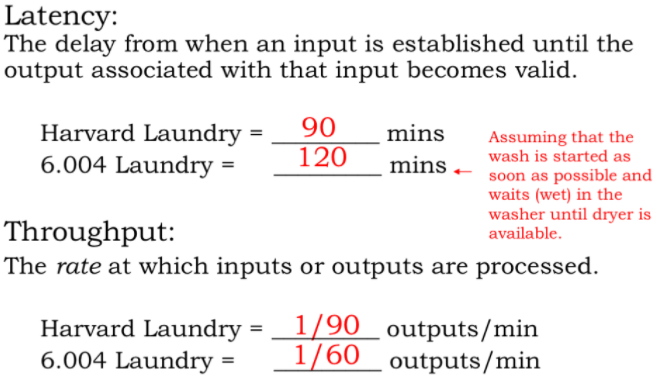 Latency:
The delay from when an input is established until the
output associated with that input becomes valid.
Harvard Laundry = 90 mins
6.004 Laundry = 120 mins
Assuming that the
wash is started as
soon as possible and
waits (wet) in the
washer until dryer is
available.
Throughput:
The rate at which inputs or outputs are processed.
Harvard Laundry = 1/90 outputs/min
6.004 Laundry = 1/60 outputs/min